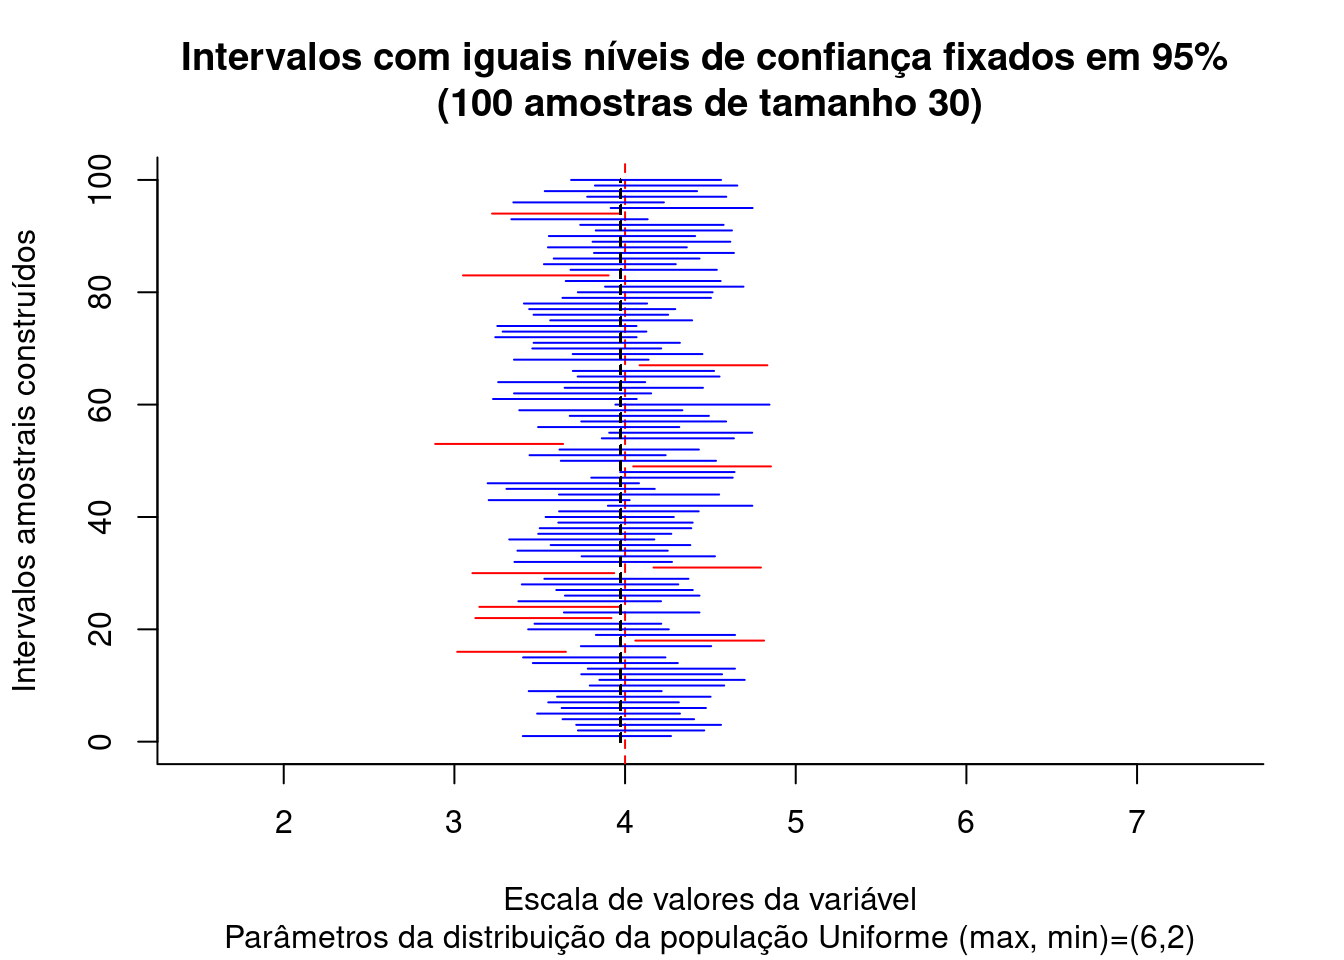 Intervalos com iguais níveis de confiança fixados em 95%
(100 amostras de tamanho 30)
Intervalos amostrais construídos
100
80
60
40
20
0
2 3 4 5 6 7
Escala de valores da variável
Parâmetros da distribuição da população Uniforme (max, min)=(6,2)